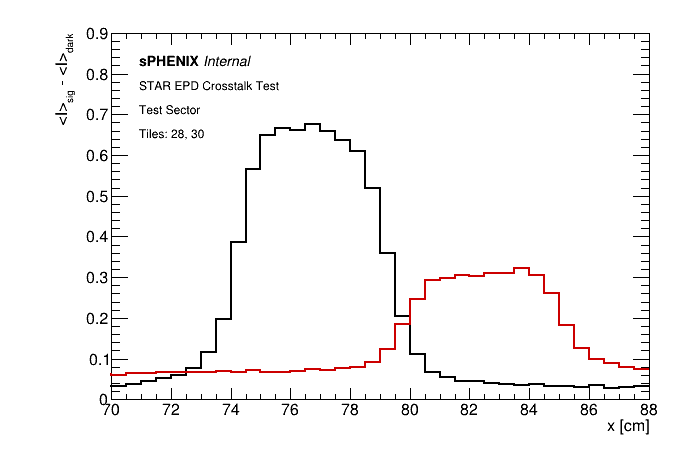 <I>sig - <I>dark
0.9
0.8
0.7
0.6
0.5
0.4
0.3
0.2
0.1
0
sPHENIX Internal
STAR EPD Crosstalk Test
Test Sector
Tiles: 28, 30
70 72 74 76 78 80 82 84 86 88
x [cm]